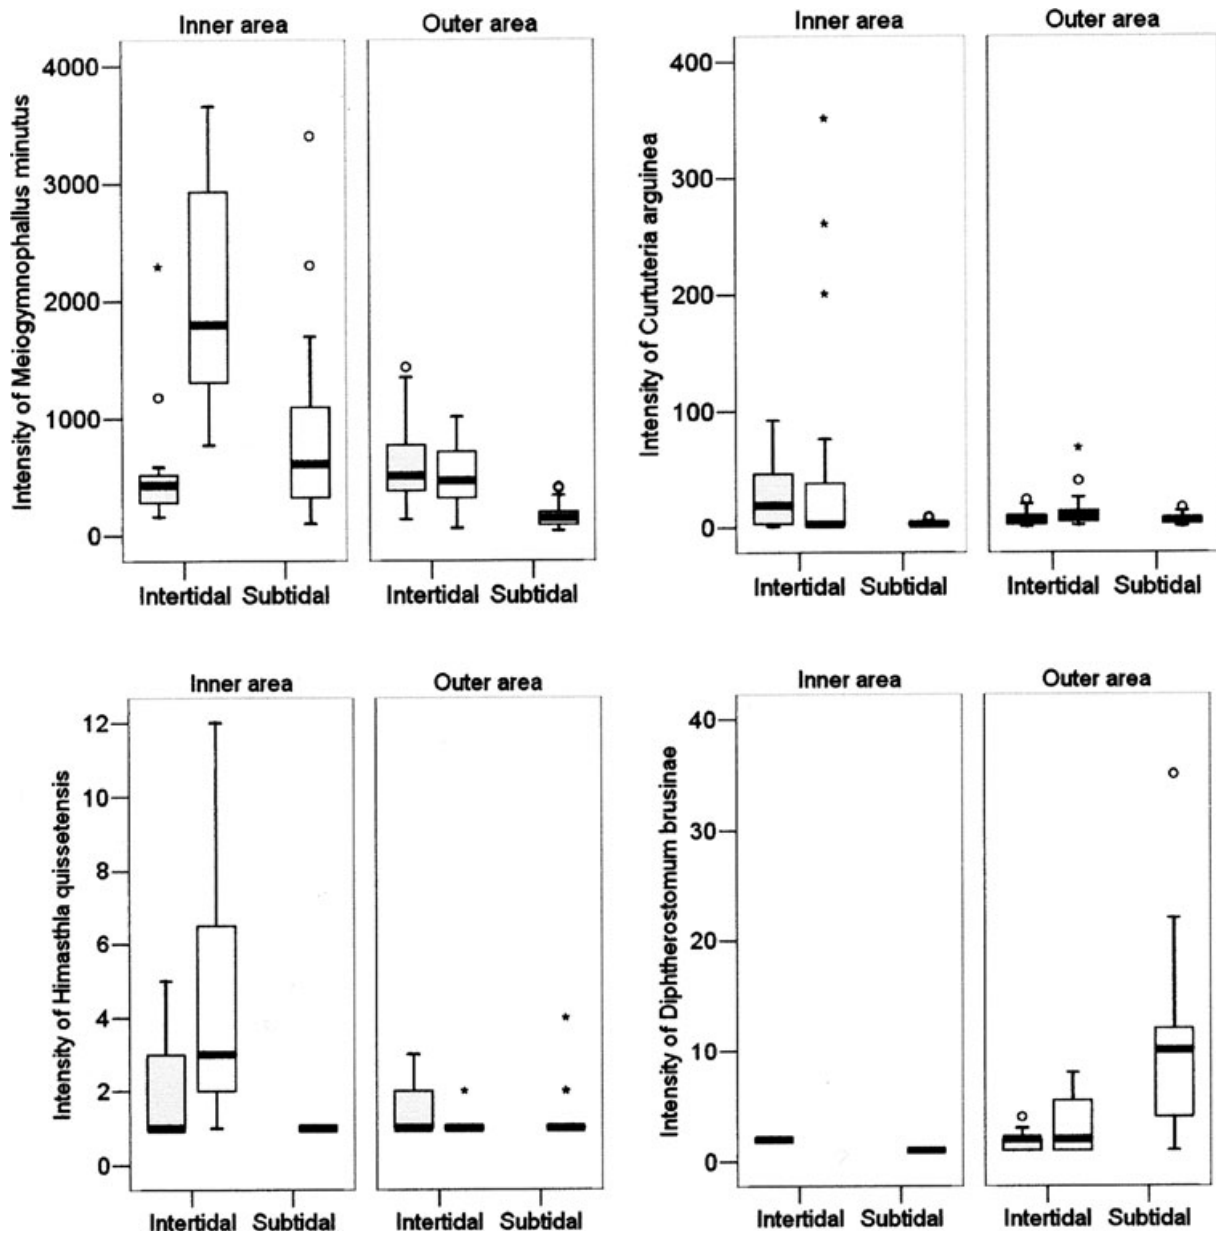 Inner area Outer area
Intensity of Meiogymnophallus minutus
4000
3000
2000
1000
0
Intertidal Subtidal Intertidal Subtidal
Inner area Outer area
Intensity of Curtuteria arguinea
400
300
200
100
0
Intertidal Subtidal Intertidal Subtidal
Inner area Outer area
Intensity of Himasthla quissetensis
12
10
8
6
4
2
0
Intertidal Subtidal Intertidal Subtidal
Inner area Outer area
Intensity of Diphtherostomum brusinae
40
30
20
10
0
Intertidal Subtidal Intertidal Subtidal